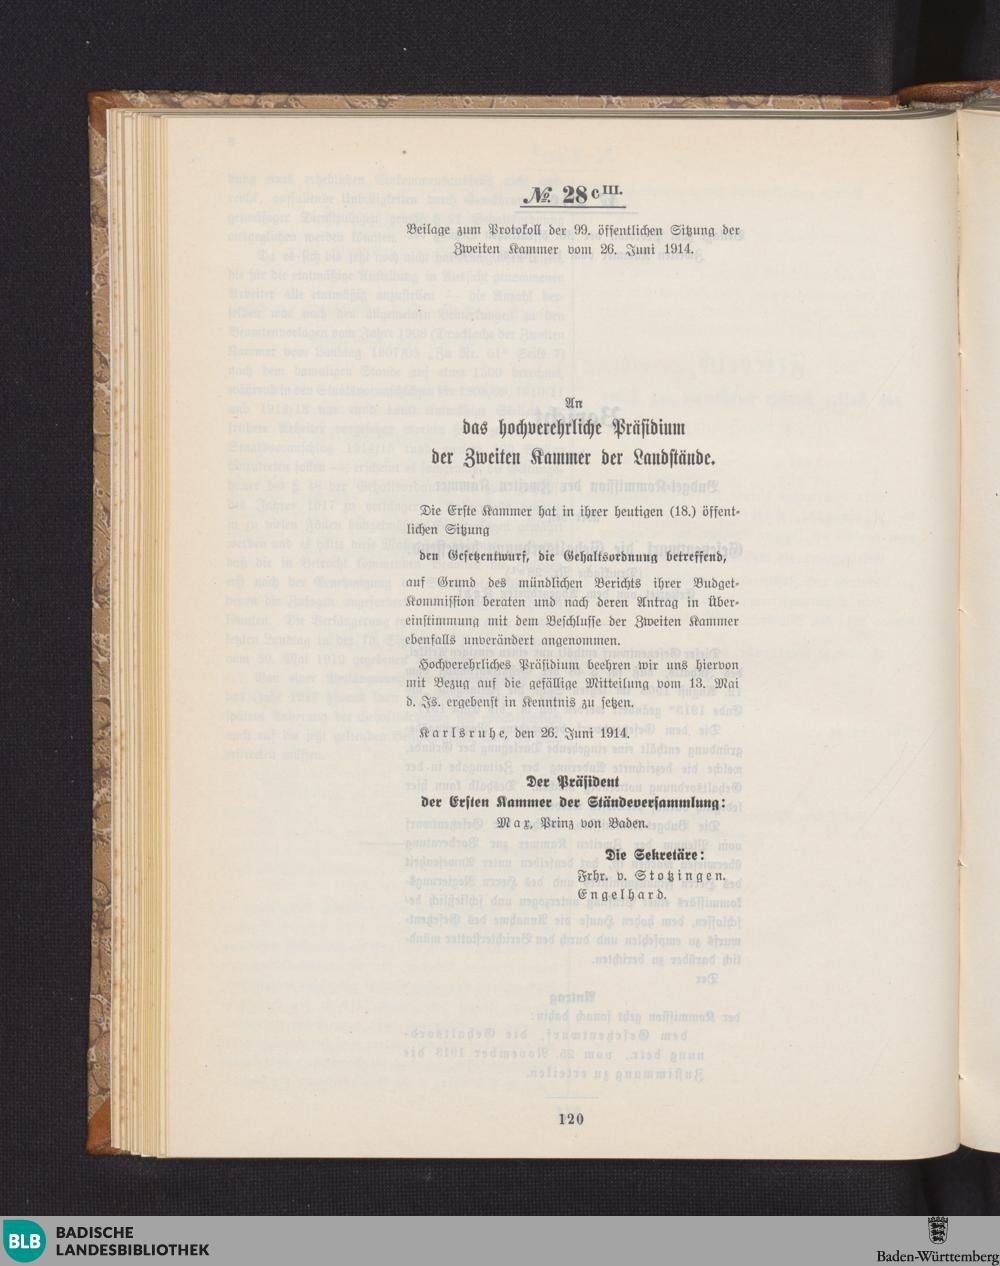 №. 28 c III.
Beilage zum Protokoll der 99. öffentlichen Sitzung der
Zweiten Kammer vom 26. Juni 1914.
An
das hochverehrliche Präsidium
der Zweiten Kammer der Landstände.
Die Erste Kammer hat in ihrer heutigen (18.) öffent-
lichen Sitzung
den Gesetzentwurf, die Gehaltsordnung betreffend,
auf Grund des mündlichen Berichts ihrer Budget-
Kommission beraten und nach deren Antrag in Über-
einstimmung mit dem Beschlusse der Zweiten Kammer
ebenfalls unverändert angenommen.
Hochverehrliches Präsidium beehren wir uns hiervon
mit Bezug auf die gefällige Mitteilung vom 13. Mai
d. Js. ergebenst in Kenntnis zu setzen.
Karlsruhe, den 26. Juni 1914.
Der Präsident
der Ersten Kammer der Ständeversammlung:
Max, Prinz von Baden.
Die Sekretäre:
Frhr. v. Stotzingen.
Engelhard.
120
BLB BADISCHE
LANDESBIBLIOTHEK
Baden-Württemberg